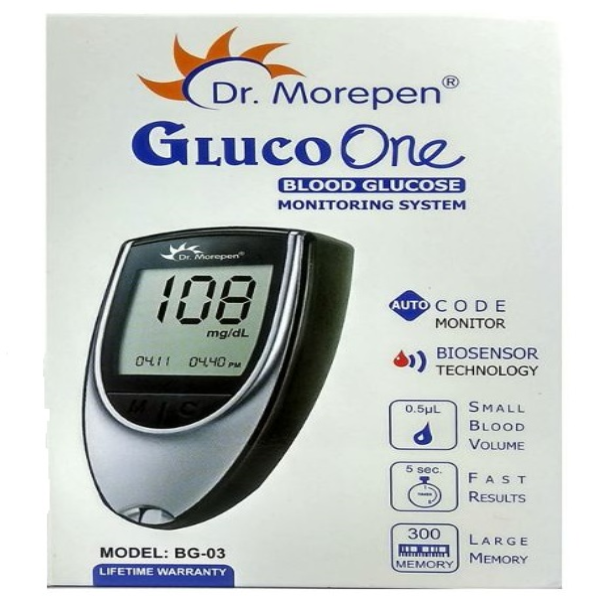 Dr. Morepen®
GLUCO One
BLOOD GLUCOSE
MONITORING SYSTEM
Dr. Morepen®
108
mg/dL
04.11 04.40 PM
M C
AUTO CODE
MONITOR
BIOSENSOR
TECHNOLOGY
0.5µL
SMALL
BLOOD
VOLUME
5 sec.
FAST
RESULTS
300
MEMORY
LARGE
MEMORY
MODEL: BG-03
LIFETIME WARRANTY